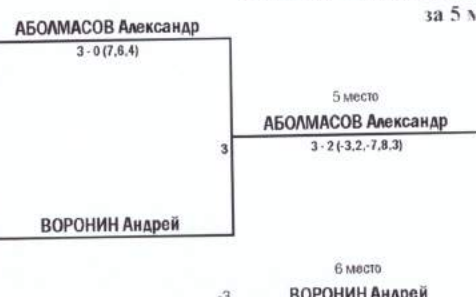 за 5 м
АБОЛМАСОВ Александр
3 - 0 (7,6,4)
5 место
АБОЛМАСОВ Александр
3 - 2 (-3,2,-7,8,3)
3
ВОРОНИН Андрей
6 место
-3
ВОРОНИН Андрей